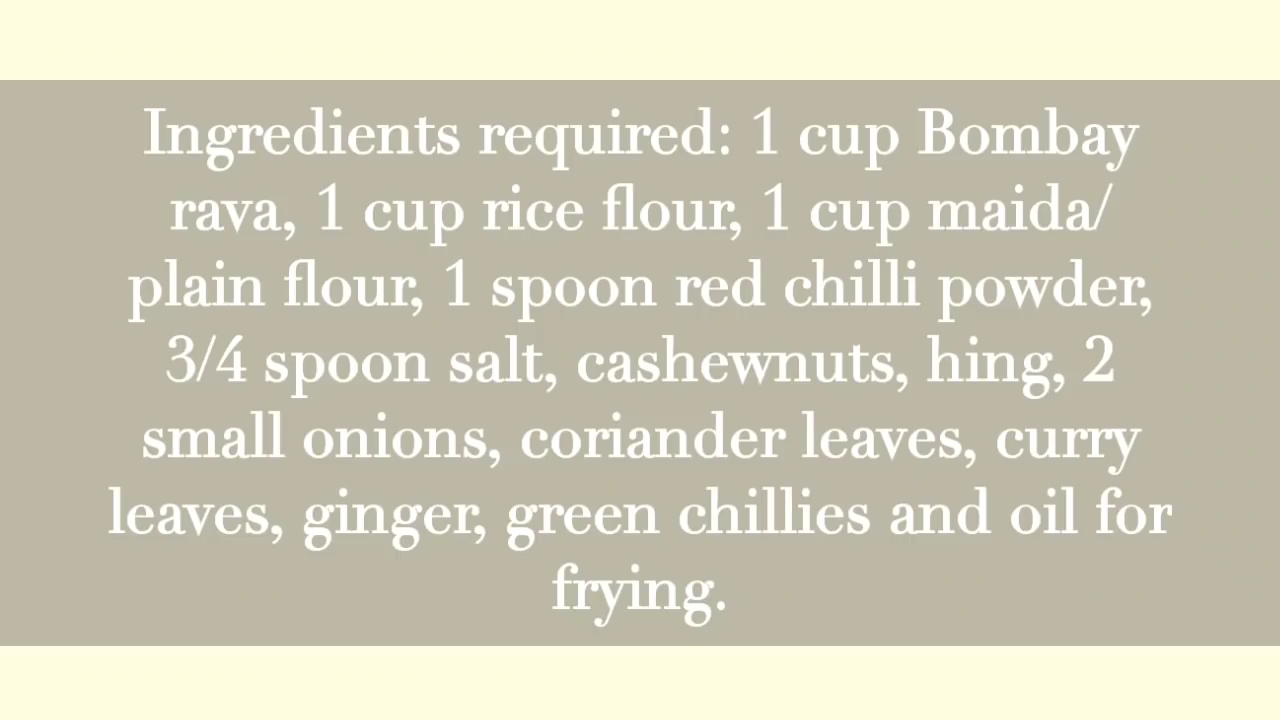 Ingredients required: 1 cup Bombay
rava, 1 cup rice flour, 1 cup maida/
plain flour, 1 spoon red chilli powder,
3/4 spoon salt, cashewnuts, hing, 2
small onions, coriander leaves, curry
leaves, ginger, green chillies and oil for
frying.